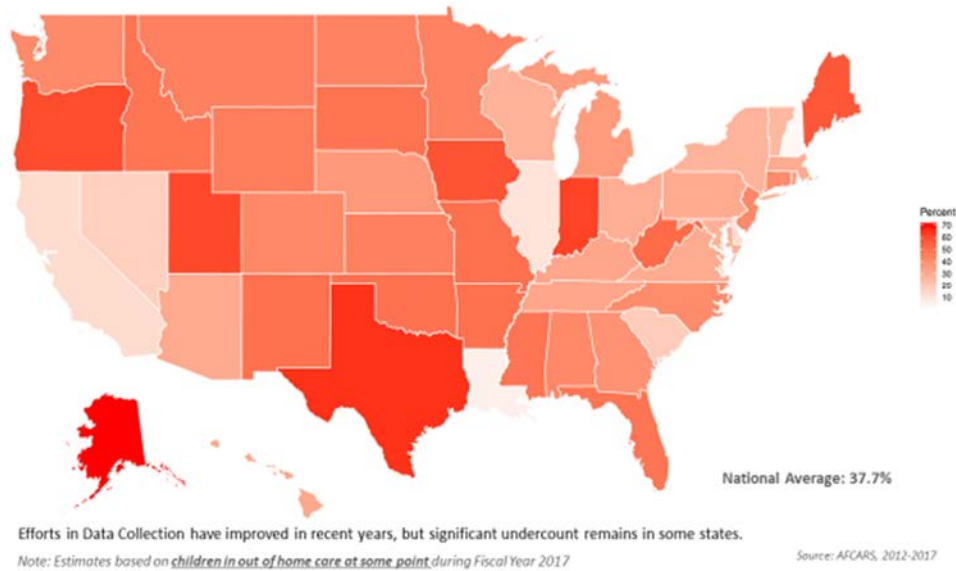 Percent
70
60
50
40
30
20
10
National Average: 37.7%
Efforts in Data Collection have improved in recent years, but significant undercount remains in some states.
Note: Estimates based on children in out of home care at some point during Fiscal Year 2017
Source: AFCARS, 2012-2017